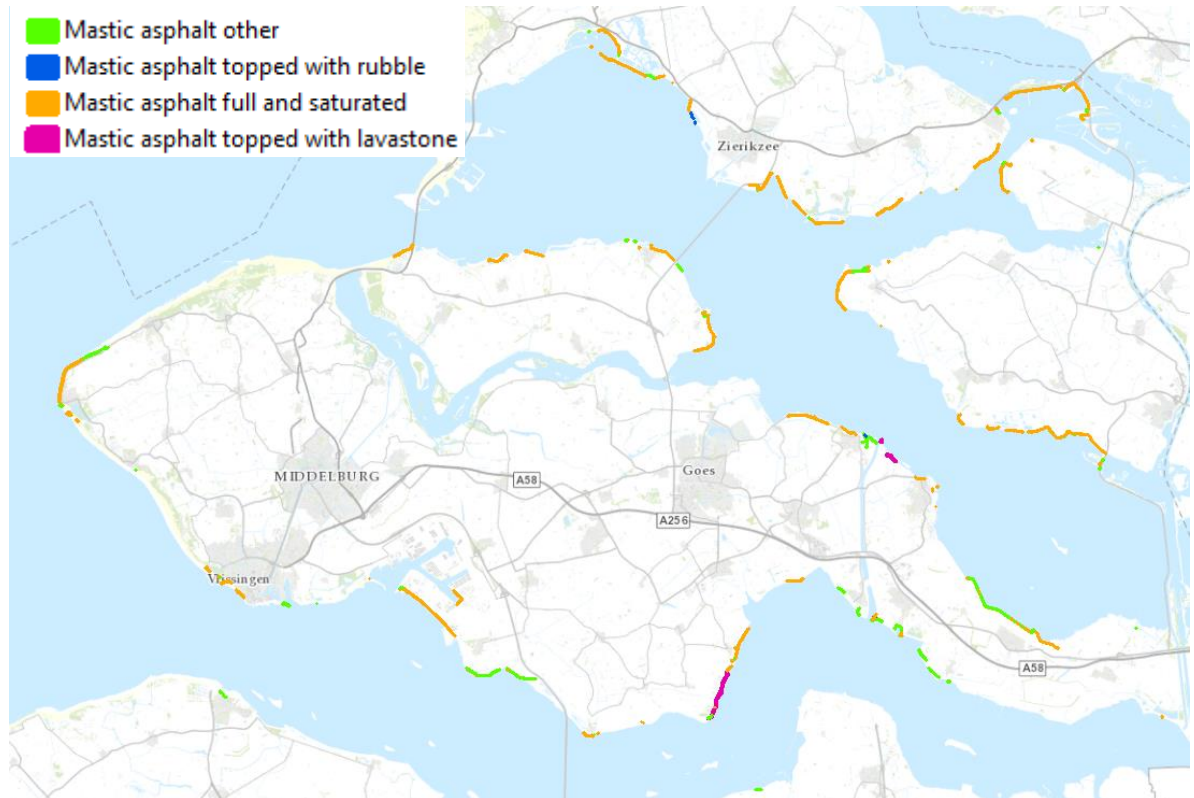 Mastic asphalt other
Mastic asphalt topped with rubble
Mastic asphalt full and saturated
Mastic asphalt topped with lavastone
Zierikzee
MIDDELBURG
A58
Goes
A256
Vlissingen
A58